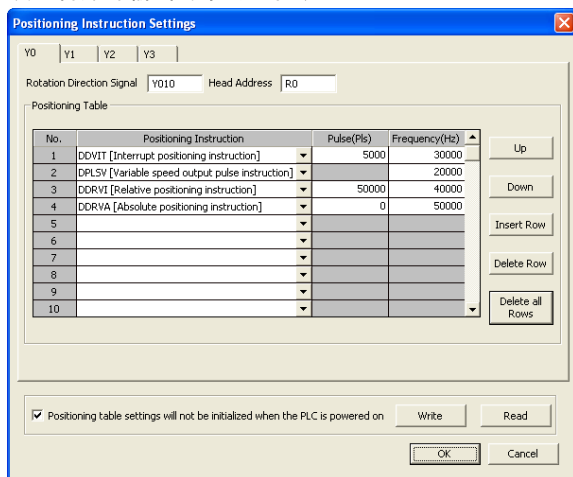 Positioning Instruction Settings
Y0 Y1 Y2 Y3
Rotation Direction Signal Y010 Head Address R0
Positioning Table
No. Positioning Instruction Pulse(Pls) Frequency(Hz)
1 DDVIT [Interrupt positioning instruction] 5000 30000
2 DPLSV [Variable speed output pulse instruction] 20000
3 DDRVI [Relative positioning instruction] 50000 40000
4 DDRVA [Absolute positioning instruction] 0 50000
5
6
7
8
9
10
Up
Down
Insert Row
Delete Row
Delete all
Rows
Positioning table settings will not be initialized when the PLC is powered on Write Read
OK Cancel